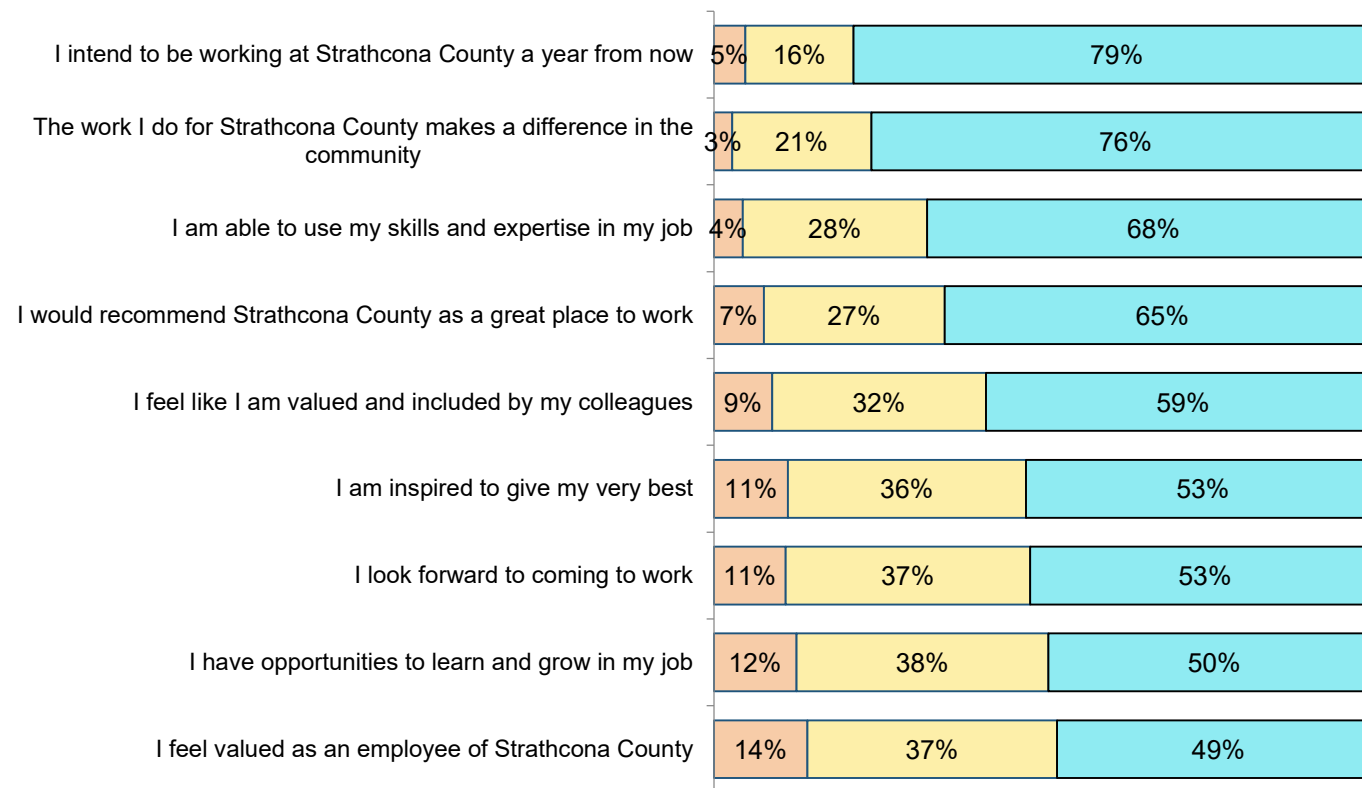 I intend to be working at Strathcona County a year from now 5% 16% 79%
The work I do for Strathcona County makes a difference in the
community 3% 21% 76%
I am able to use my skills and expertise in my job 4% 28% 68%
I would recommend Strathcona County as a great place to work 7% 27% 65%
I feel like I am valued and included by my colleagues 9% 32% 59%
I am inspired to give my very best 11% 36% 53%
I look forward to coming to work 11% 37% 53%
I have opportunities to learn and grow in my job 12% 38% 50%
I feel valued as an employee of Strathcona County 14% 37% 49%